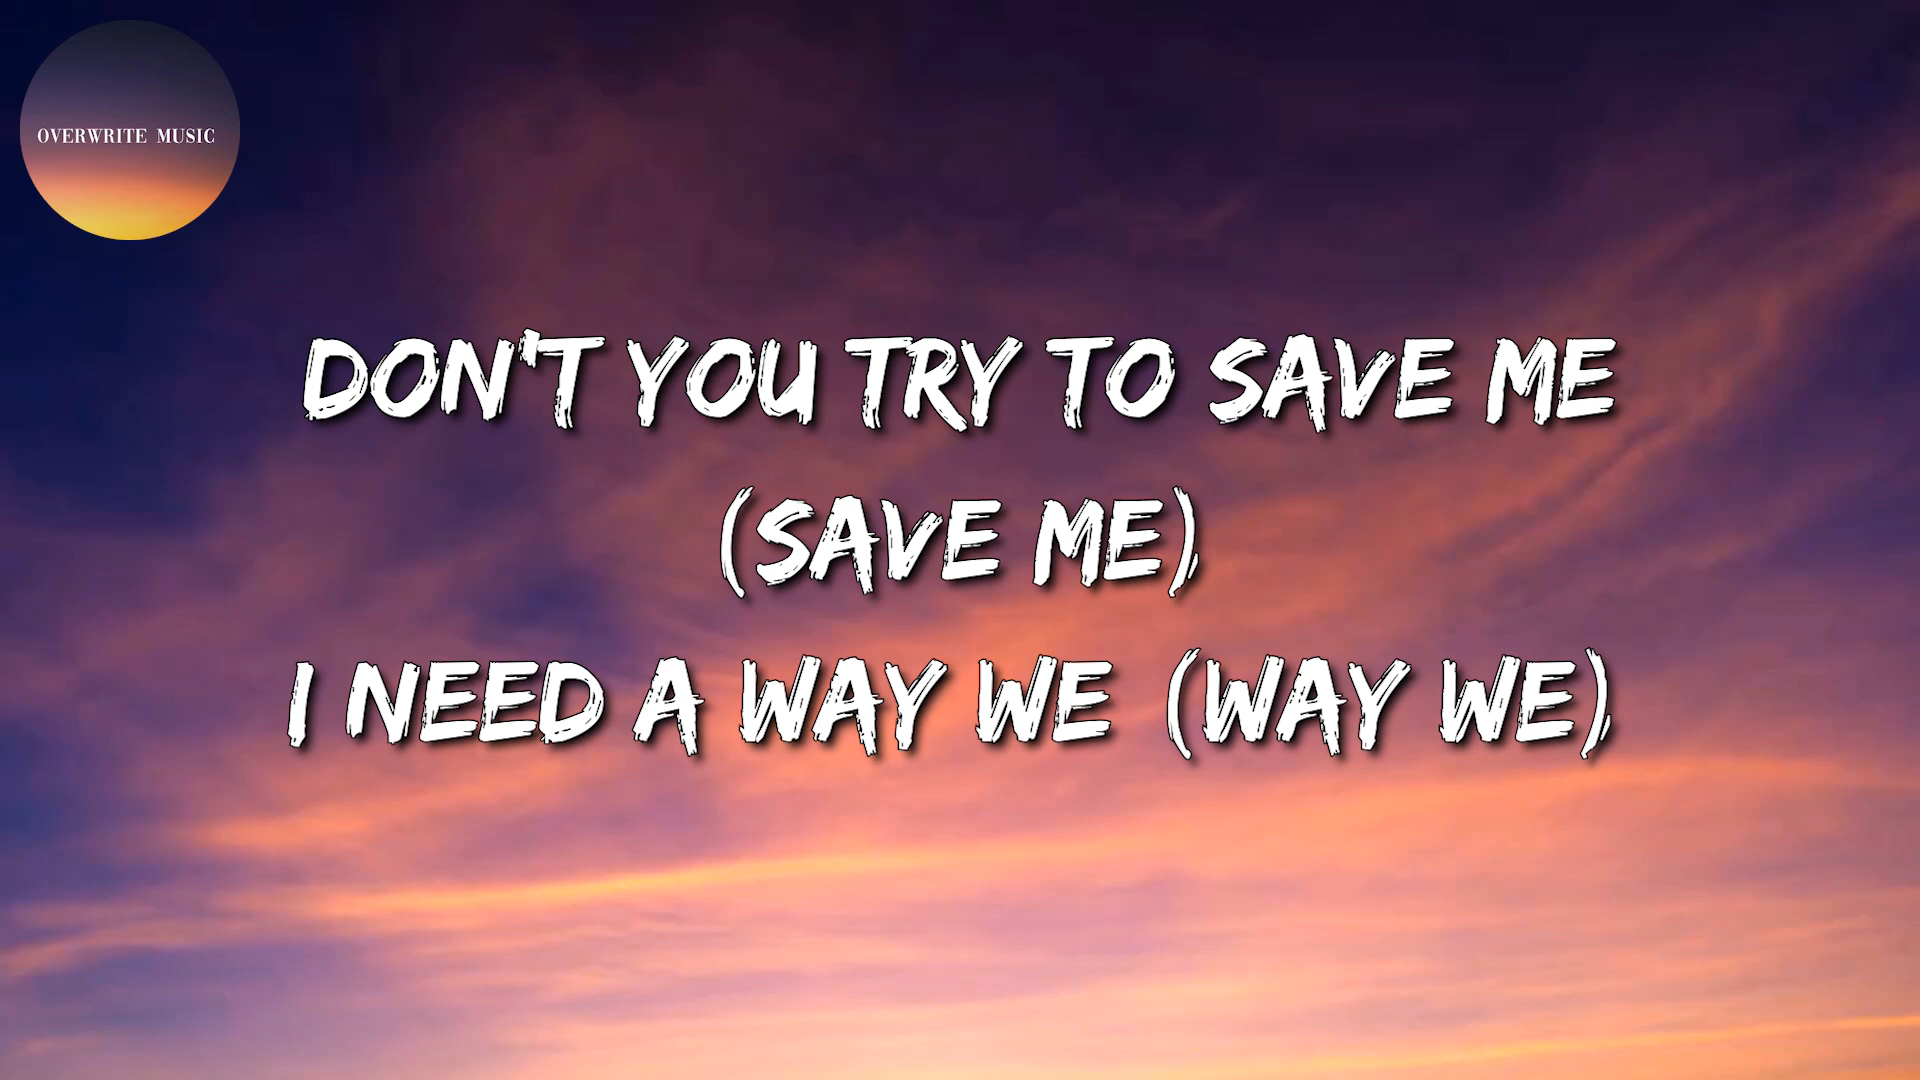 OVERWRITE MUSIC
DON'T YOU TRY TO SAVE ME
(SAVE ME)
I NEED A WAY WE (WAY WE)